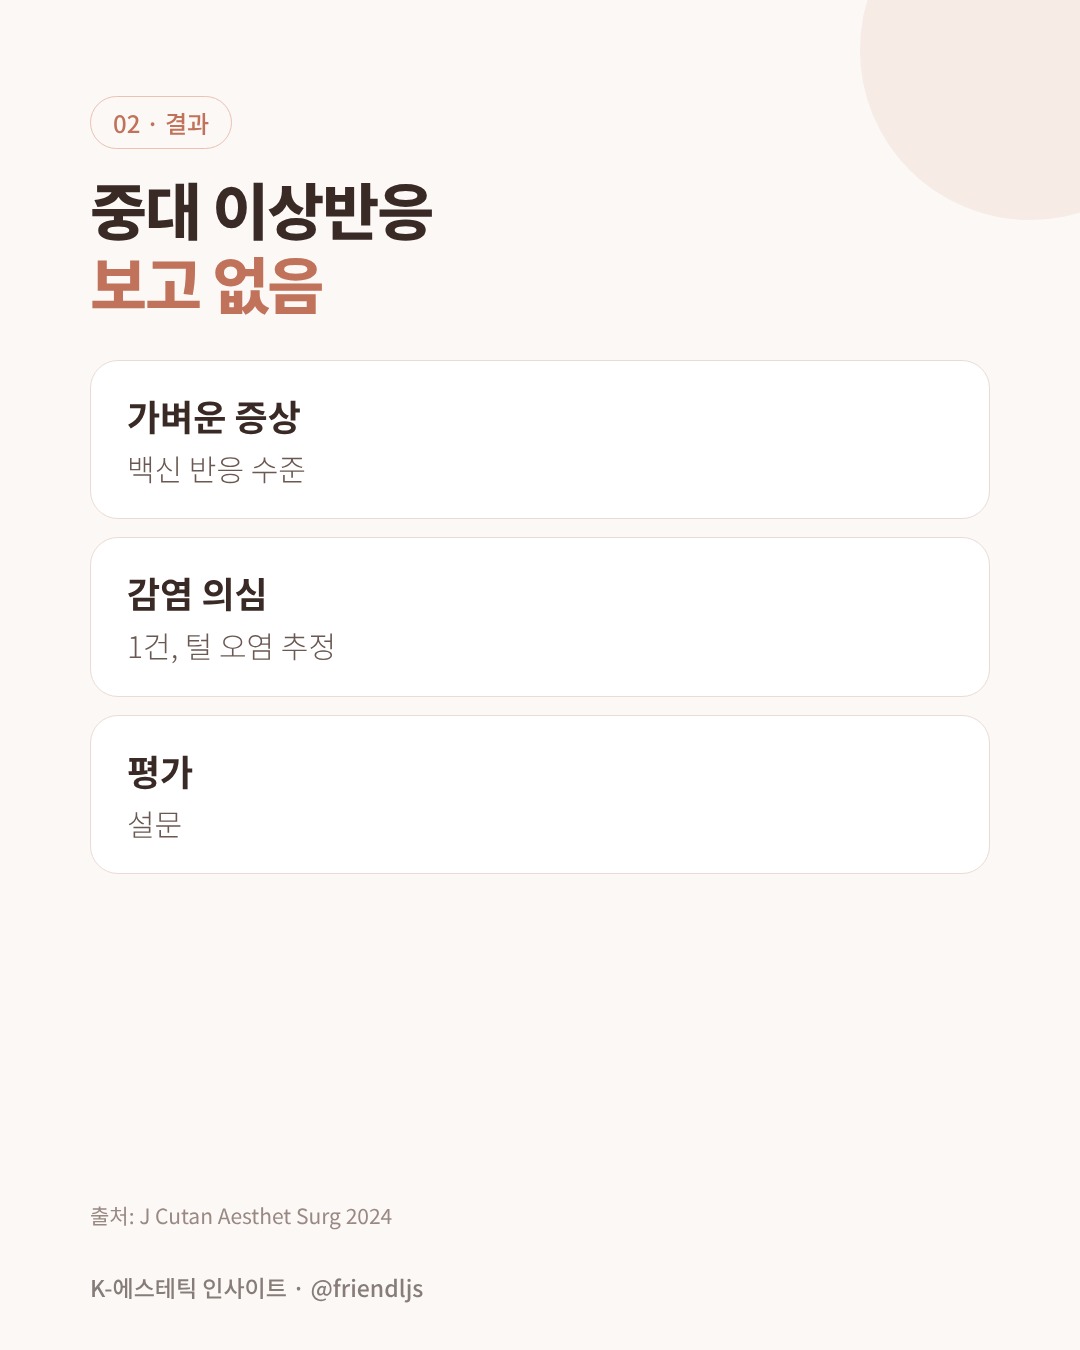 02 · 결과
중대 이상반응
보고 없음
가벼운 증상
백신 반응 수준
감염 의심
1건, 털 오염 추정
평가
설문
출처: J Cutan Aesthet Surg 2024
K-에스테틱 인사이트 · @friendljs